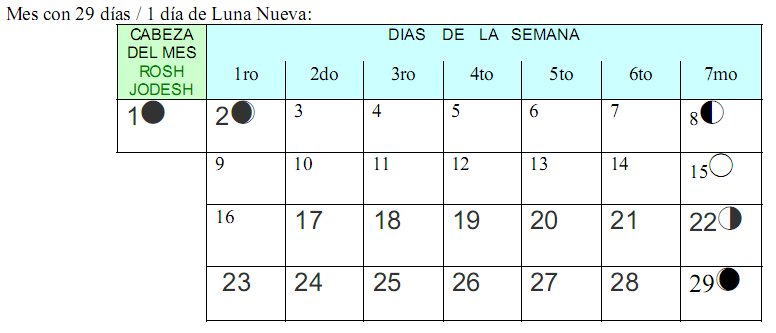 Mes con 29 días / 1 día de Luna Nueva:
CABEZA DEL MES ROSH JODESH
DIAS DE LA SEMANA
1ro 2do 3ro 4to 5to 6to 7mo
1 2 3 4 5 6 7 8
9 10 11 12 13 14 15
16 17 18 19 20 21 22
23 24 25 26 27 28 29